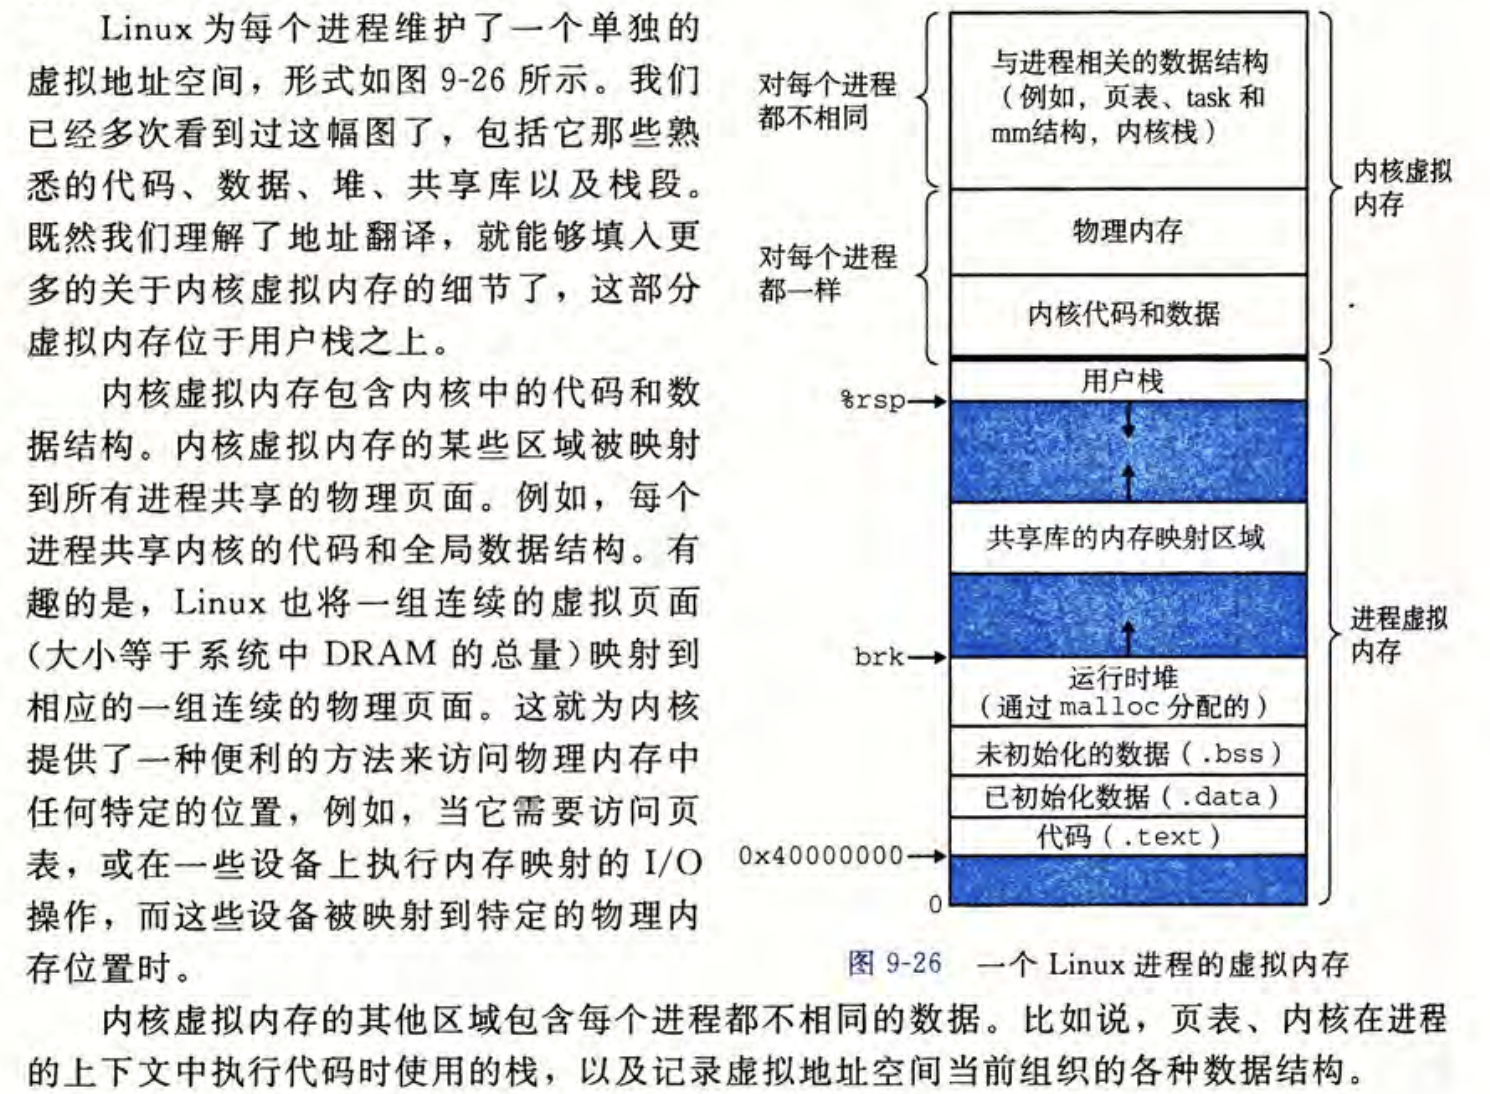 Linux 为每个进程维护了一个单独的
虚拟地址空间，形式如图 9-26 所示。我们
已经多次看到过这幅图了，包括它那些熟
悉的代码、数据、堆、共享库以及栈段。
既然我们理解了地址翻译，就能够填入更
多的关于内核虚拟内存的细节了，这部分
虚拟内存位于用户栈之上。
内核虚拟内存包含内核中的代码和数
据结构。内核虚拟内存的某些区域被映射
到所有进程共享的物理页面。例如，每个
进程共享内核的代码和全局数据结构。有
趣的是，Linux 也将一组连续的虚拟页面
(大小等于系统中 DRAM 的总量)映射到
相应的一组连续的物理页面。这就为内核
提供了一种便利的方法来访问物理内存中
任何特定的位置，例如，当它需要访问页
表，或在一些设备上执行内存映射的 I/O
操作，而这些设备被映射到特定的物理内
存位置时。
对每个进程
都不相同
与进程相关的数据结构
（例如，页表、task 和
mm结构，内核栈）
内核虚拟
内存
对每个进程
都一样
物理内存
内核代码和数据
用户栈
%rsp
共享库的内存映射区域
进程虚拟
内存
brk
运行时堆
（通过 malloc 分配的）
未初始化的数据（.bss）
已初始化数据（.data）
代码（.text）
0x40000000
0
图 9-26 一个 Linux 进程的虚拟内存
内核虚拟内存的其他区域包含每个进程都不相同的数据。比如说，页表、内核在进程
的上下文中执行代码时使用的栈，以及记录虚拟地址空间当前组织的各种数据结构。